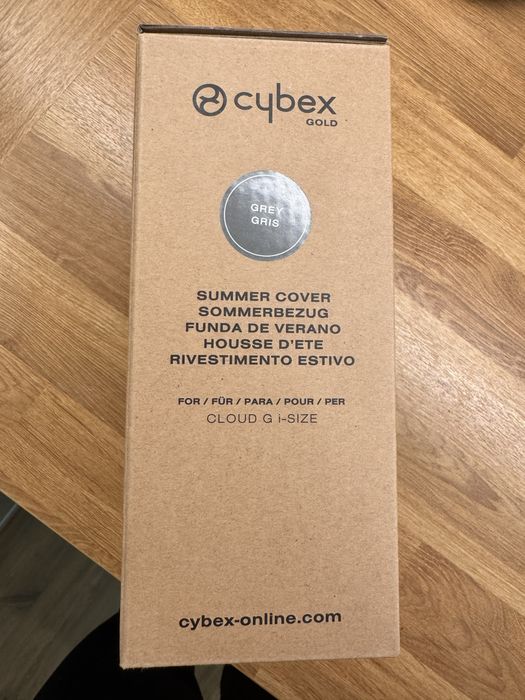 cybex
GOLD
GREY
GRIS
SUMMER COVER
SOMMERBEZUG
FUNDA DE VERANO
HOUSSE D'ETE
RIVESTIMENTO ESTIVO
FOR / FÜR / PARA / POUR / PER
CLOUD G i-SIZE
cybex-online.com